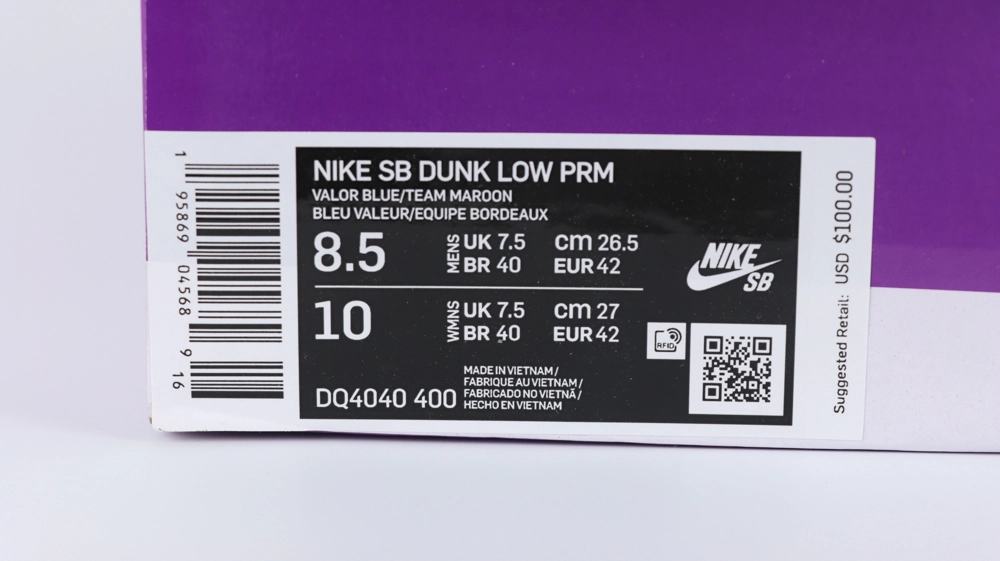 1
95869
04568
9
16
NIKE SB DUNK LOW PRM
VALOR BLUE/TEAM MAROON
BLEU VALEUR/EQUIPE BORDEAUX
8.5
MENS
UK 7.5 cm 26.5
BR 40 EUR 42
10
WMNS
UK 7.5 cm 27
BR 40 EUR 42
DQ4040 400
MADE IN VIETNAM /
FABRIQUE AU VIETNAM /
FABRICADO NO VIETNÃ /
HECHO EN VIETNAM
NIKE
SB
RFID
Suggested Retail: USD $100.00